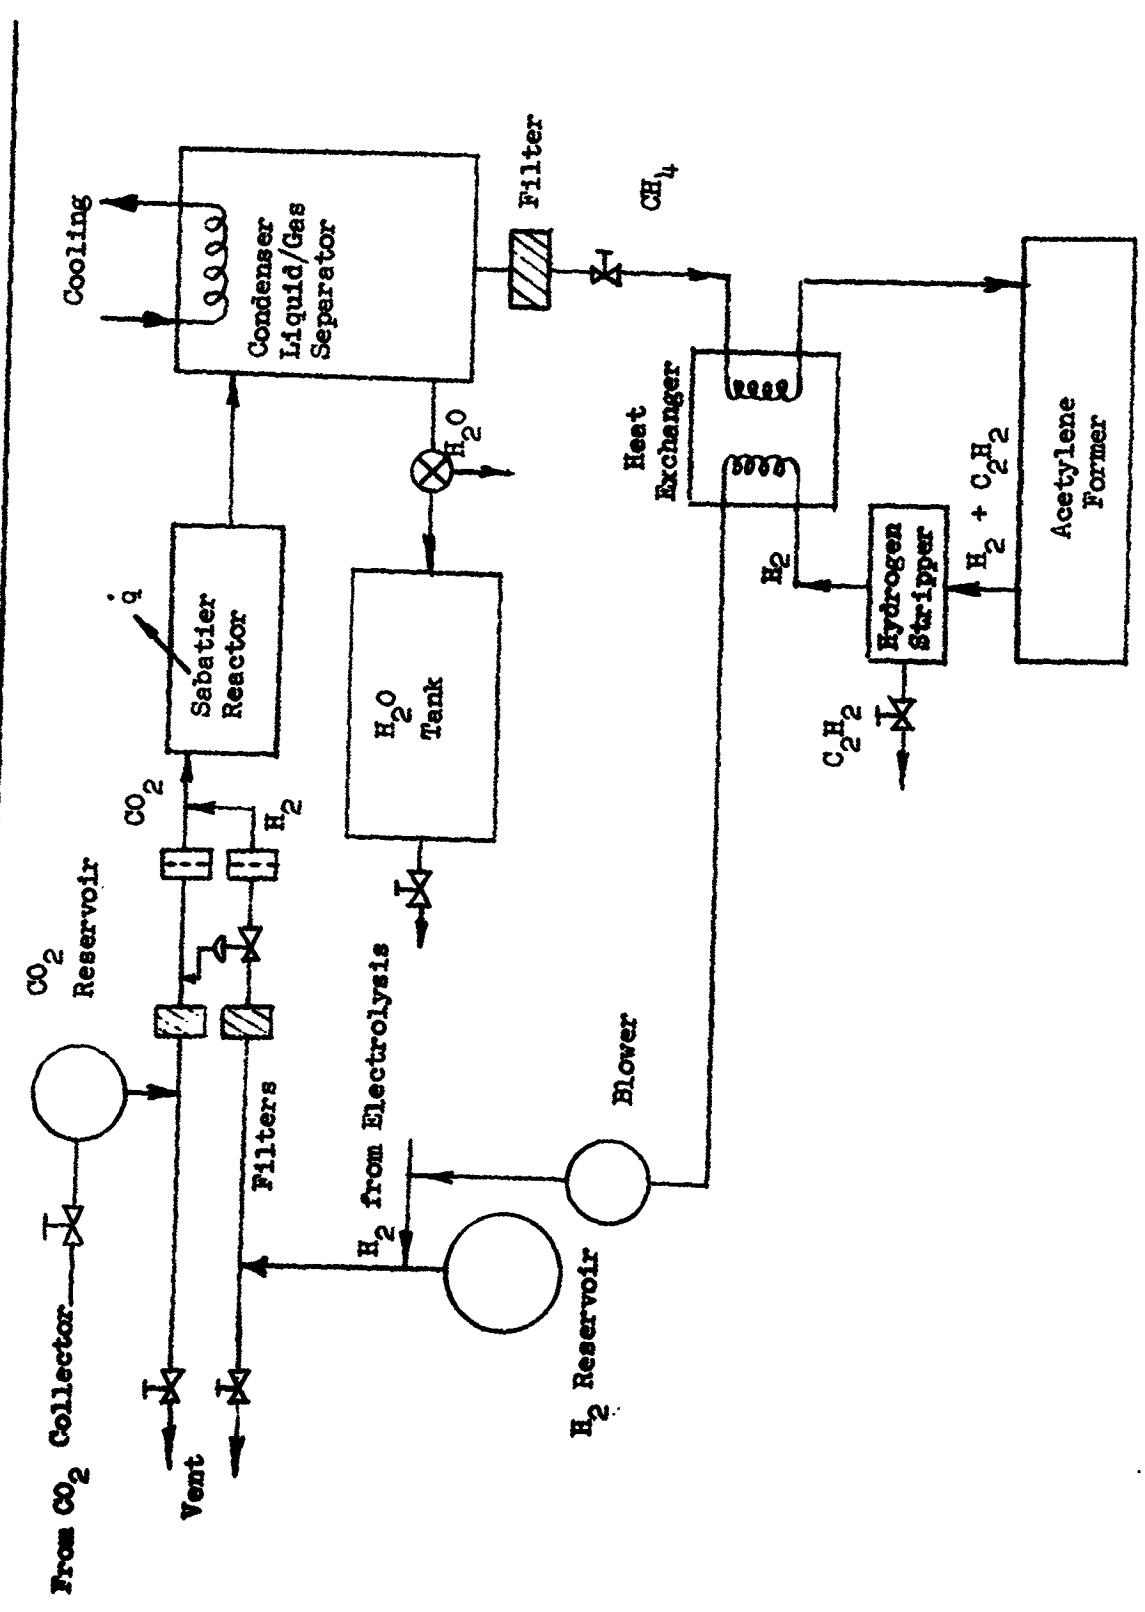 From CO2 Collector
CO2
Reservoir
Vent
Filters
CO2
H2
Sabatier
Reactor
q̇
Cooling
Condenser
Liquid/Gas
Separator
Filter
CH4
H2O
H2O
Tank
H2 from Electrolysis
H2 Reservoir
Blower
Heat
Exchanger
H2
Hydrogen
Stripper
C2H2
H2 + C2H2
Acetylene
Former